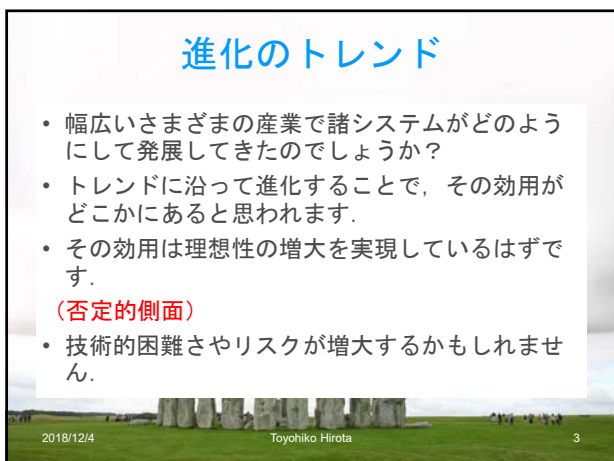 進化のトレンド
• 幅広いさまざまの産業で諸システムがどのよう
にして発展してきたのでしょうか？
• トレンドに沿って進化することで，その効用が
どこかにあると思われます．
• その効用は理想性の増大を実現しているはずで
す．
（否定的側面）
• 技術的困難さやリスクが増大するかもしれませ
ん．
2018/12/4 Toyohiko Hirota 3